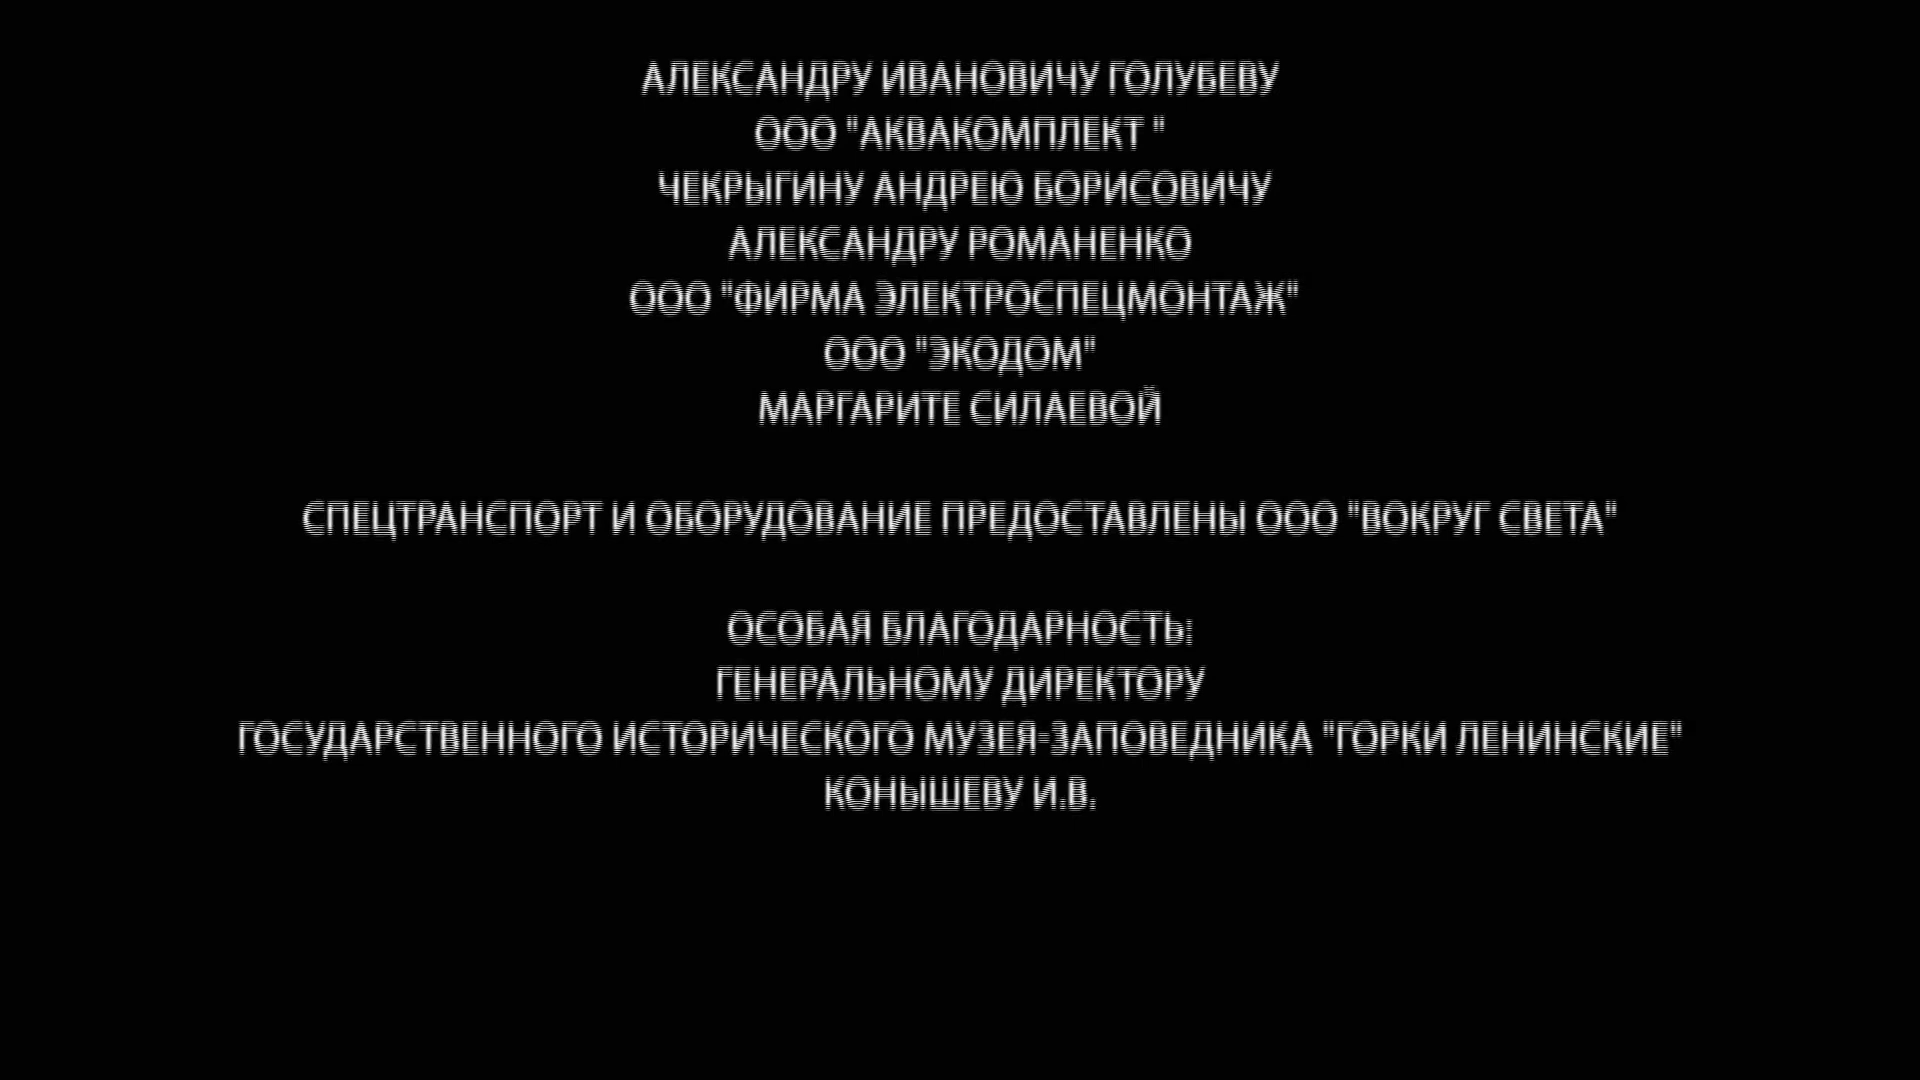 АЛЕКСАНДРУ ИВАНОВИЧУ ГОЛУБЕВУ
ООО "АКВАКОМПЛЕКТ "
ЧЕКРЫГИНУ АНДРЕЮ БОРИСОВИЧУ
АЛЕКСАНДРУ РОМАНЕНКО
ООО "ФИРМА ЭЛЕКТРОСПЕЦМОНТАЖ"
ООО "ЭКОДОМ"
МАРГАРИТЕ СИЛАЕВОЙ
СПЕЦТРАНСПОРТ И ОБОРУДОВАНИЕ ПРЕДОСТАВЛЕНЫ ООО "ВОКРУГ СВЕТА"
ОСОБАЯ БЛАГОДАРНОСТЬ:
ГЕНЕРАЛЬНОМУ ДИРЕКТОРУ
ГОСУДАРСТВЕННОГО ИСТОРИЧЕСКОГО МУЗЕЯ-ЗАПОВЕДНИКА "ГОРКИ ЛЕНИНСКИЕ"
КОНЫШЕВУ И.В.